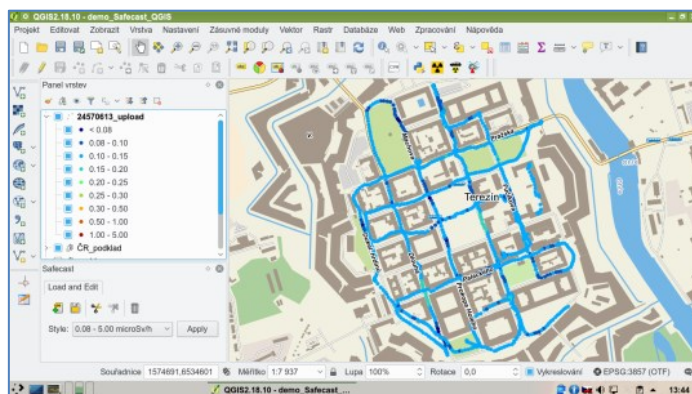 QGIS2.18.10 - demo_Safecast_QGIS
Projekt Editovat Zobrazit Vrstva Nastavení Zásuvné moduly Vektor Rastr Databáze Web Zpracování Nápověda
Panel vrstev
24570613_upload
< 0.08
0.08 - 0.10
0.10 - 0.15
0.15 - 0.20
0.20 - 0.25
0.25 - 0.30
0.30 - 0.50
0.50 - 1.00
1.00 - 5.00
ČR_podklad
Safecast
Load and Edit
Style: 0.08 - 5.00 microSv/h Apply
Pražská
Terezín
Palackého
Souřadnice 1574691,6534601 Měřítko 1:7 937 Lupa 100% Rotace 0,0 Vykreslování EPSG:3857 (OTF)
QGIS2.18.10 - demo_Safecast_... 13:44